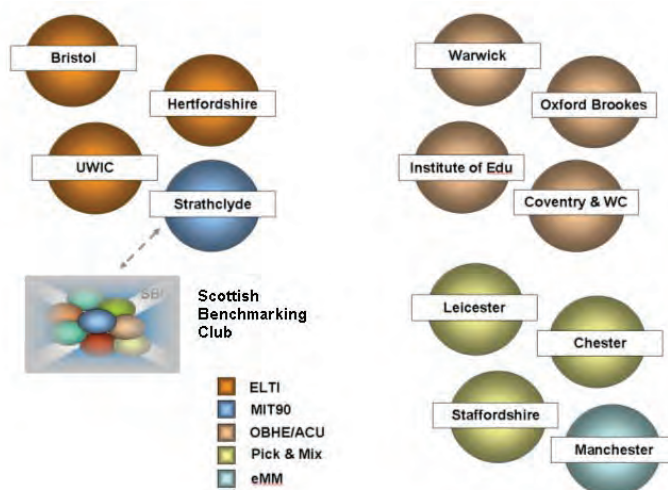 Bristol
Hertfordshire
UWIC
Strathclyde
Scottish
Benchmarking
Club
Warwick
Oxford Brookes
Institute of Edu
Coventry & WC
Leicester
Chester
Staffordshire
Manchester
ELTI
MIT90
OBHE/ACU
Pick & Mix
eMM